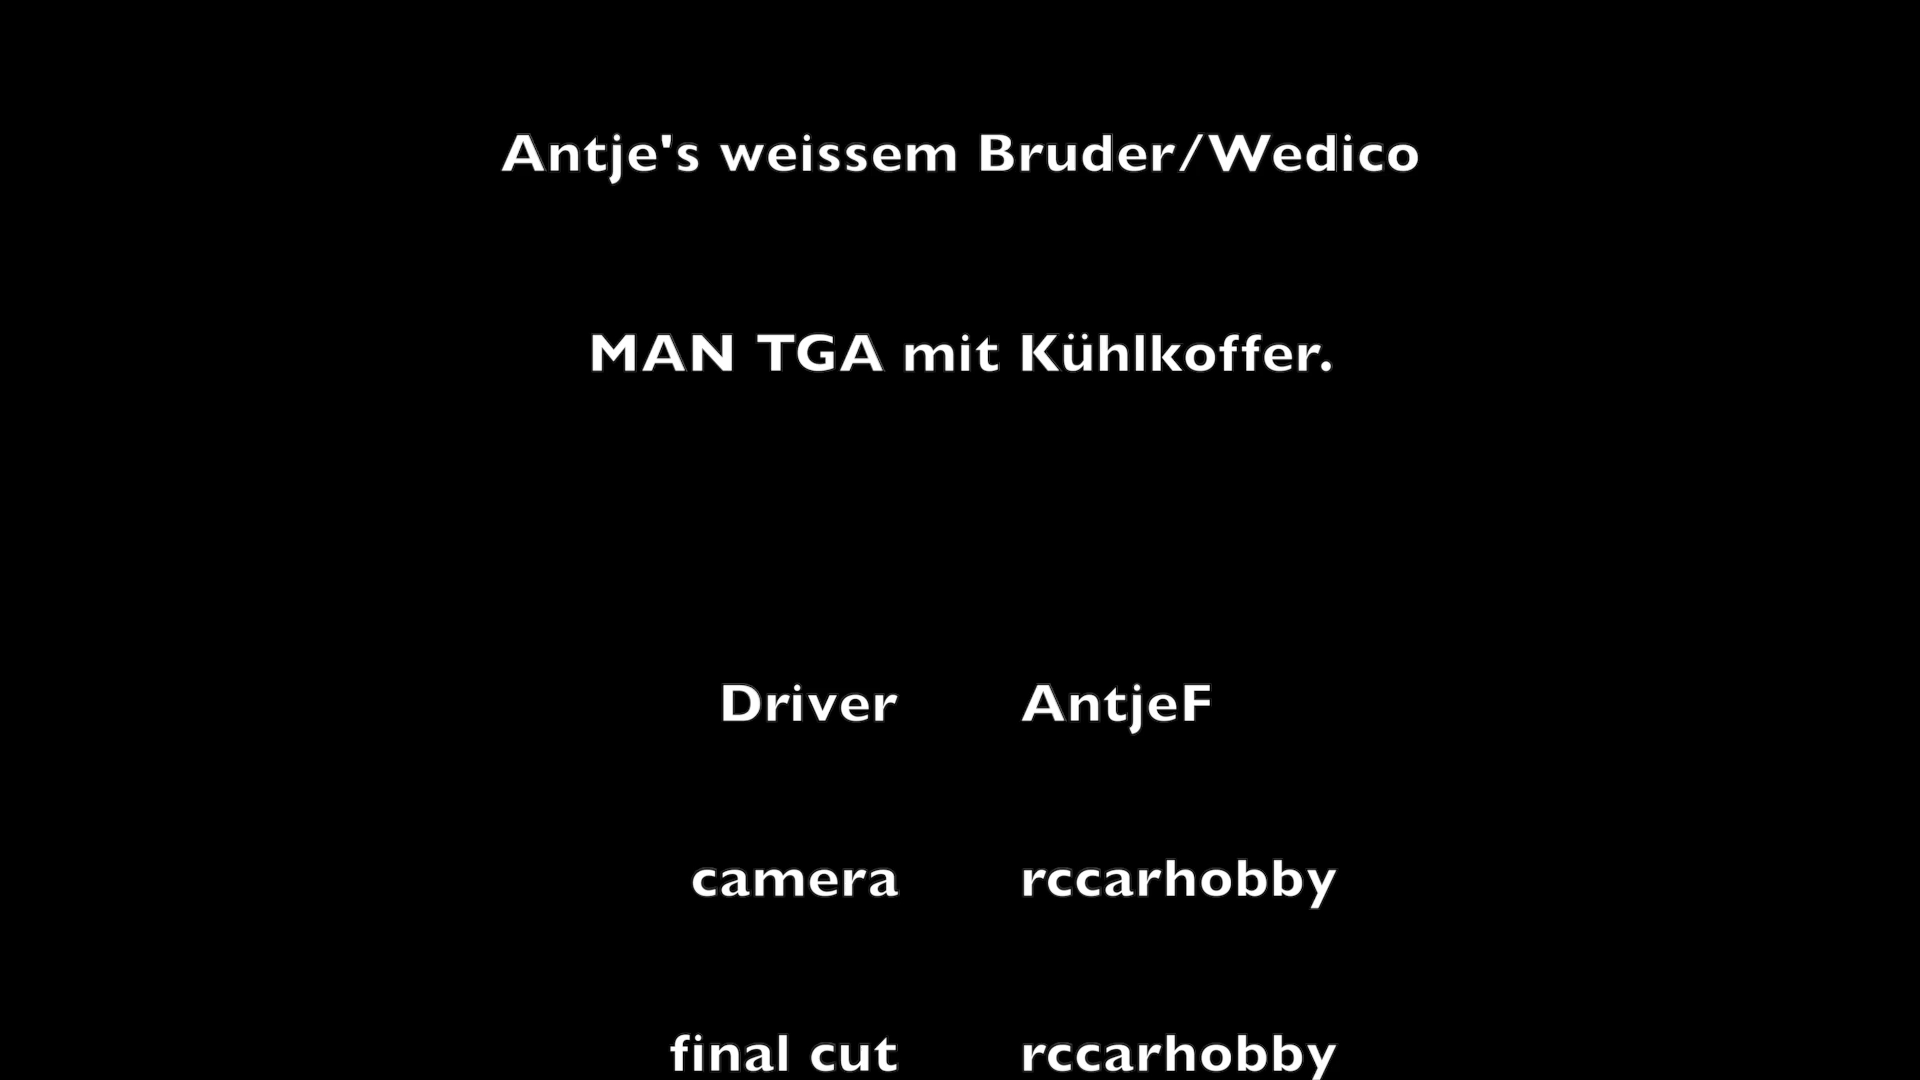 Antje's weissem Bruder/Wedico
MAN TGA mit Kühlkoffer.
Driver AntjeF
camera rccarhobby
final cut rccarhobby